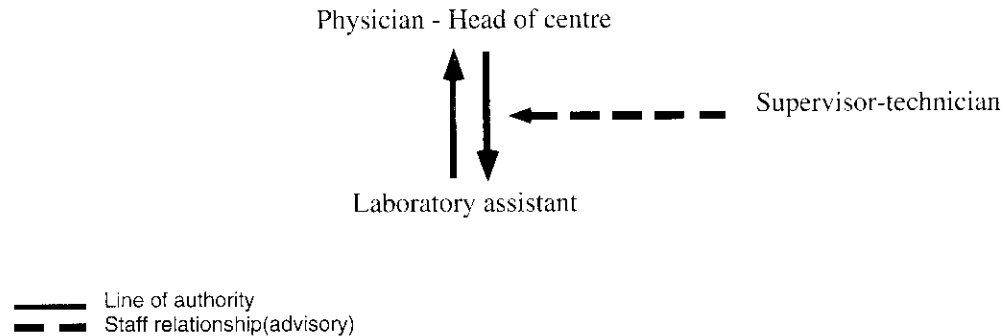 Physician - Head of centre
Supervisor-technician
Laboratory assistant
Line of authority
Staff relationship(advisory)